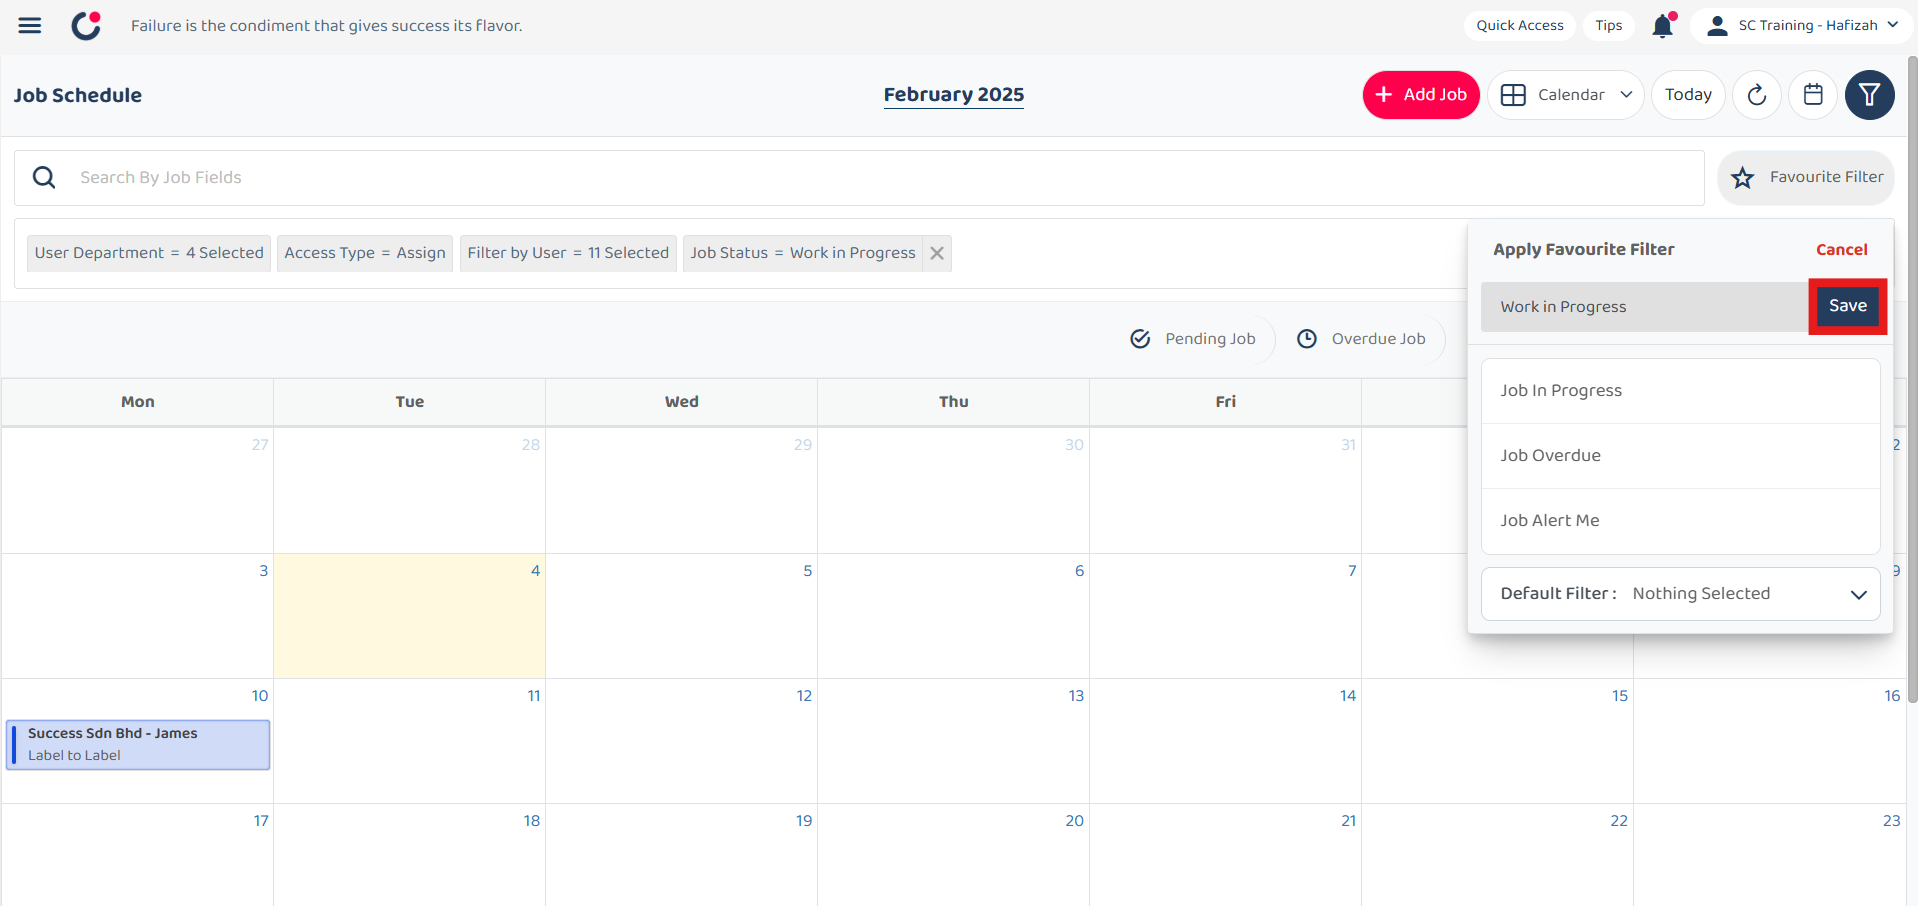 Failure is the condiment that gives success its flavor.
Quick Access
Tips
SC Training - Hafizah
Job Schedule
February 2025
+ Add Job
Calendar
Today
Search By Job Fields
Favourite Filter
User Department = 4 Selected
Access Type = Assign
Filter by User = 11 Selected
Job Status = Work in Progress
Apply Favourite Filter
Cancel
Work in Progress
Save
Pending Job
Overdue Job
Job In Progress
Job Overdue
Job Alert Me
Default Filter : Nothing Selected
Mon Tue Wed Thu Fri
27 28 29 30 31 2
3 4 5 6 7 9
10 11 12 13 14 15 16
Success Sdn Bhd - James
Label to Label
17 18 19 20 21 22 23